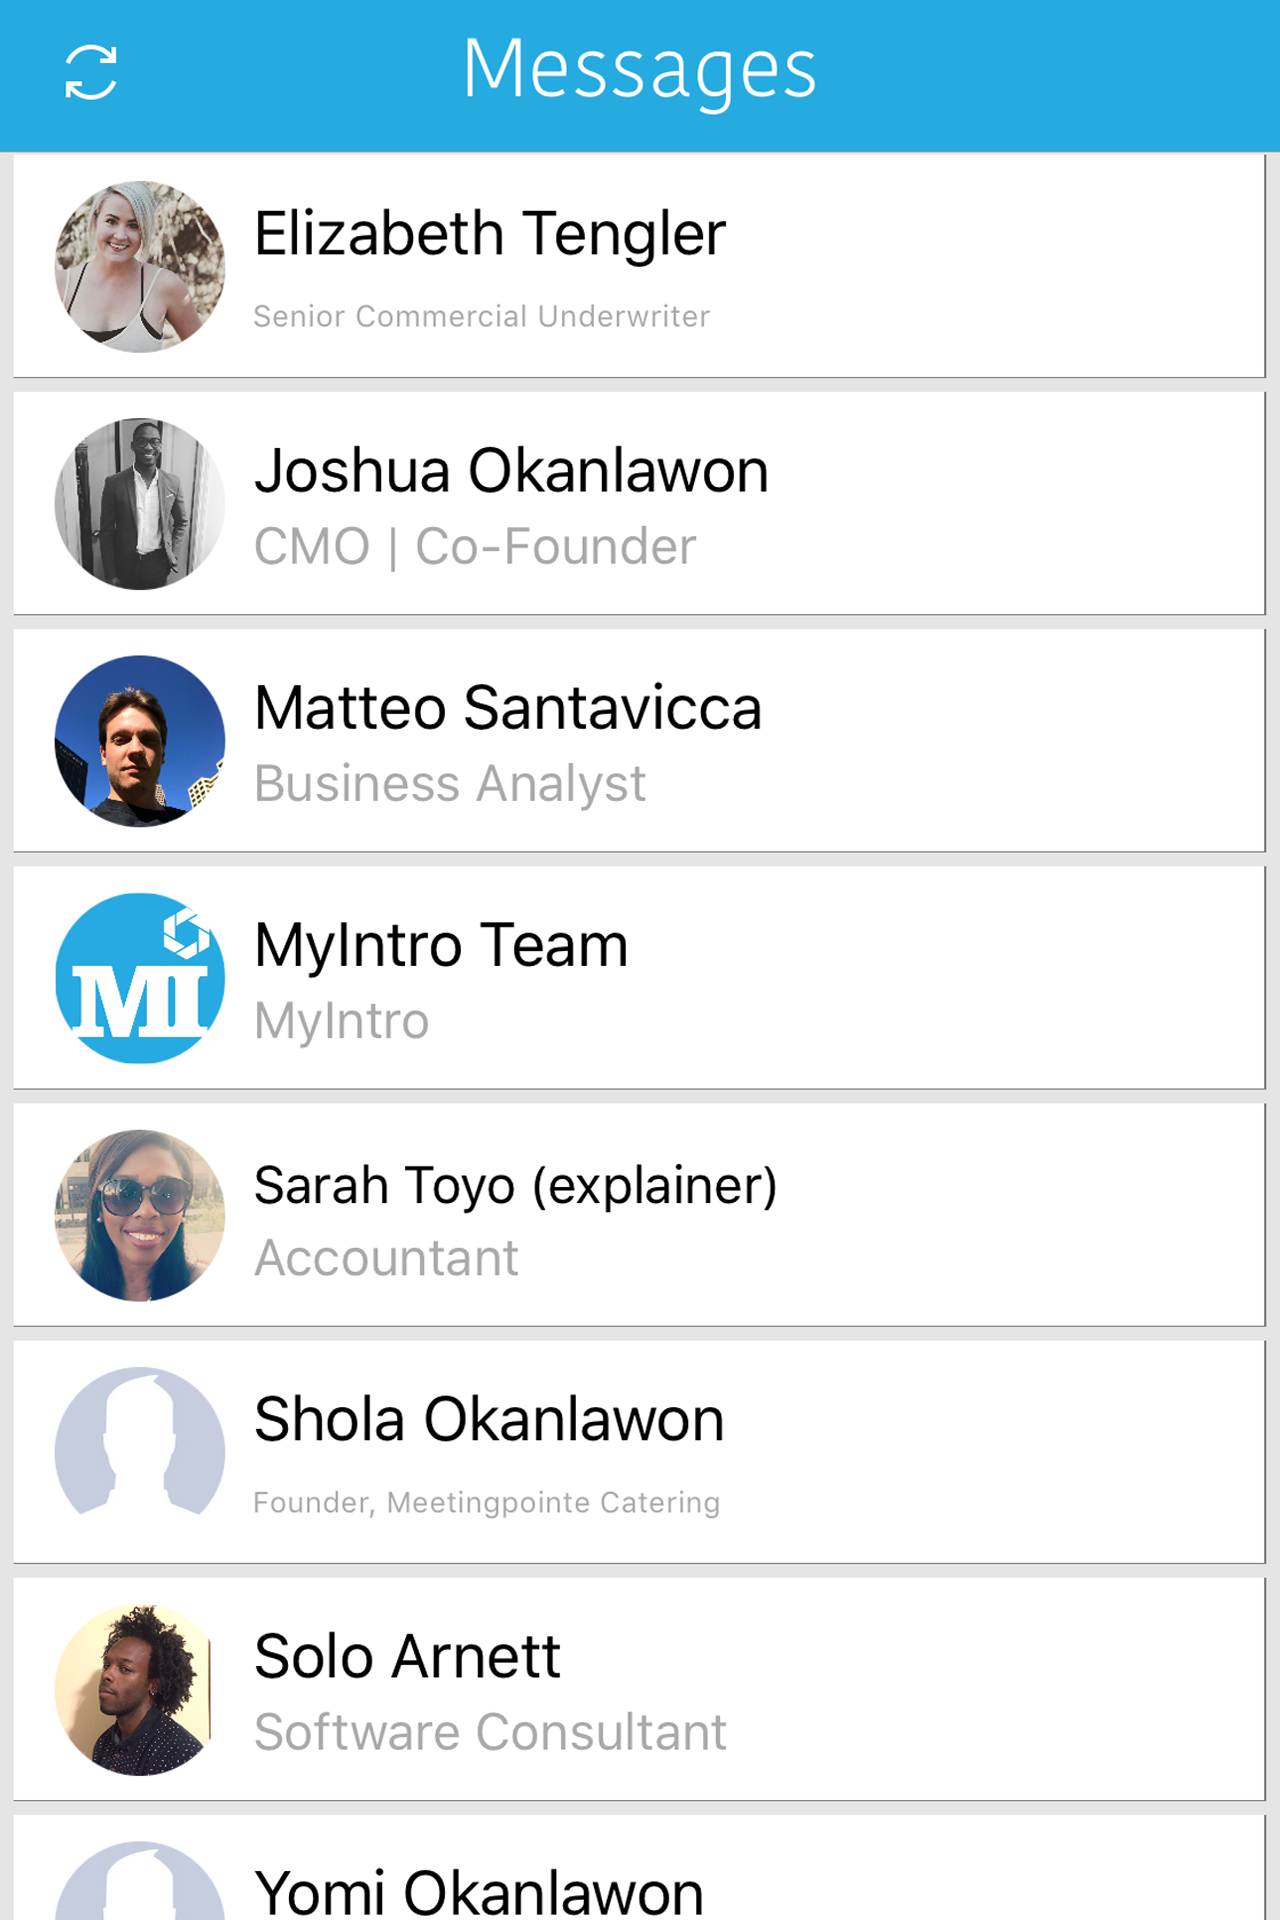 Messages
Elizabeth Tengler
Senior Commercial Underwriter
Joshua Okanlawon
CMO | Co-Founder
Matteo Santavicca
Business Analyst
MI
MyIntro Team
MyIntro
Sarah Toyo (explainer)
Accountant
Shola Okanlawon
Founder, Meetingpointe Catering
Solo Arnett
Software Consultant
Yomi Okanlawon